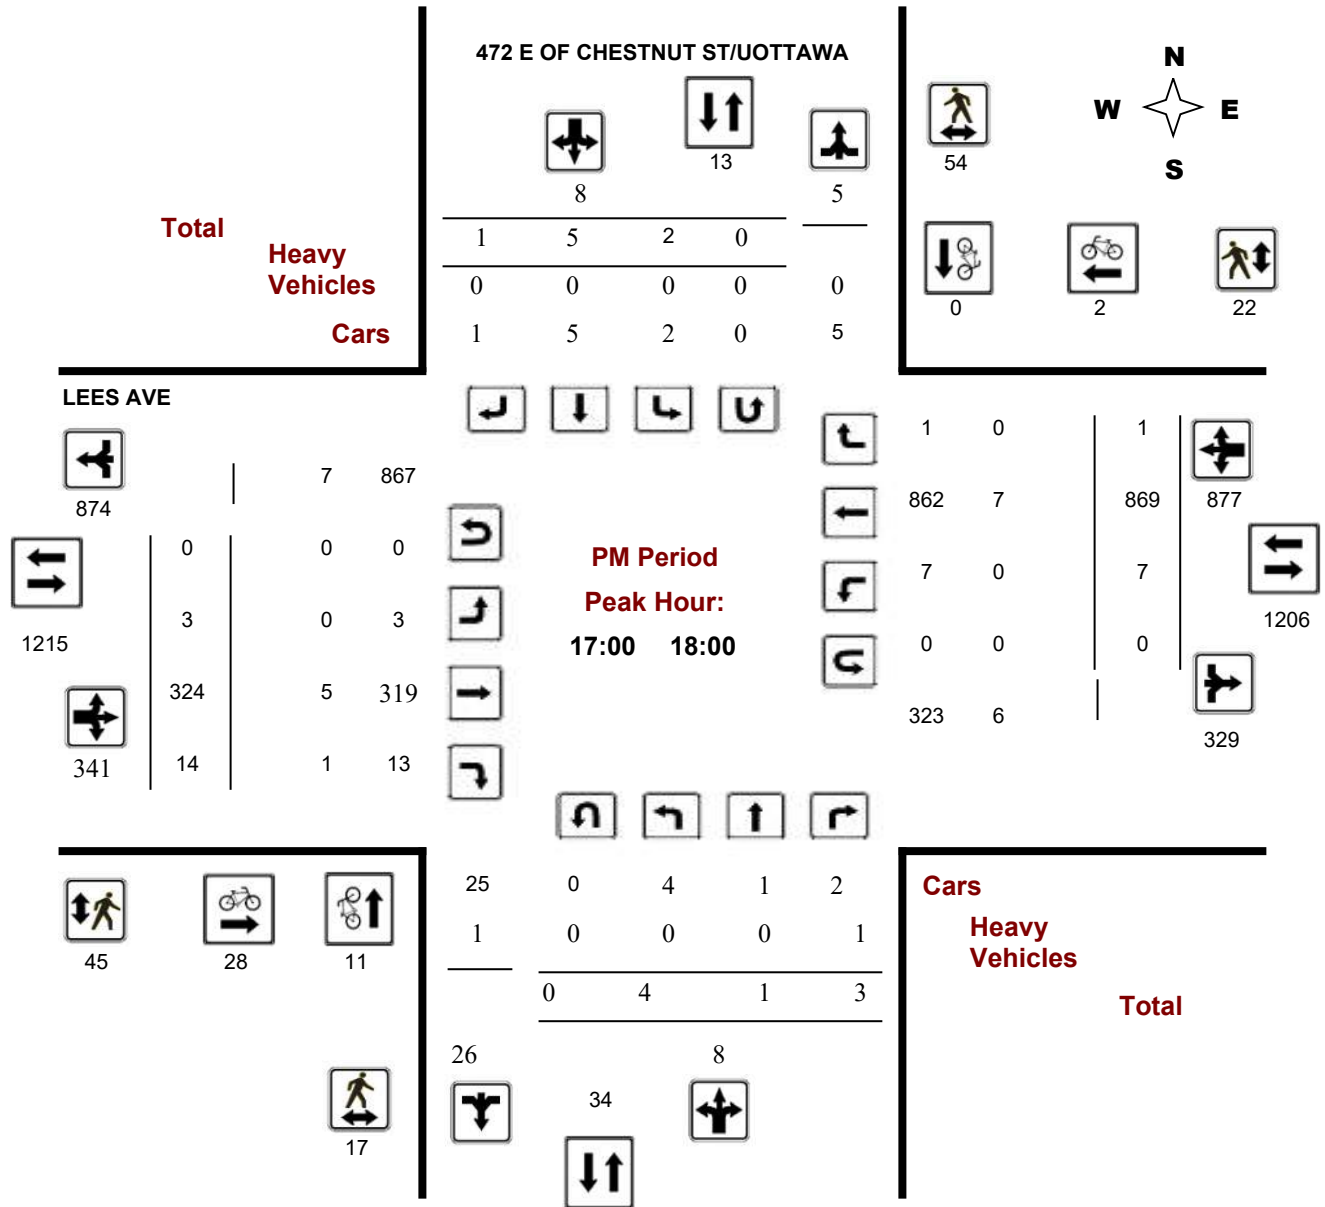 472 E OF CHESTNUT ST/UOTTAWA
N
W E
S
13
54
8 5
Total
1 5 2 0
Heavy
Vehicles
0 0 0 0 0
0 2 22
Cars
1 5 2 0 5
LEES AVE
1 0 1
7 867
874
862 7 869 877
0 0 0
PM Period
7 0 7
3 0 3
Peak Hour:
1215
1206
17:00 18:00
0 0 0
324 5 319
323 6
329
341 14 1 13
25 0 4 1 2
Cars
1 0 0 0 1
Heavy
Vehicles
45 28 11
0 4 1 3
Total
26 8
34
17